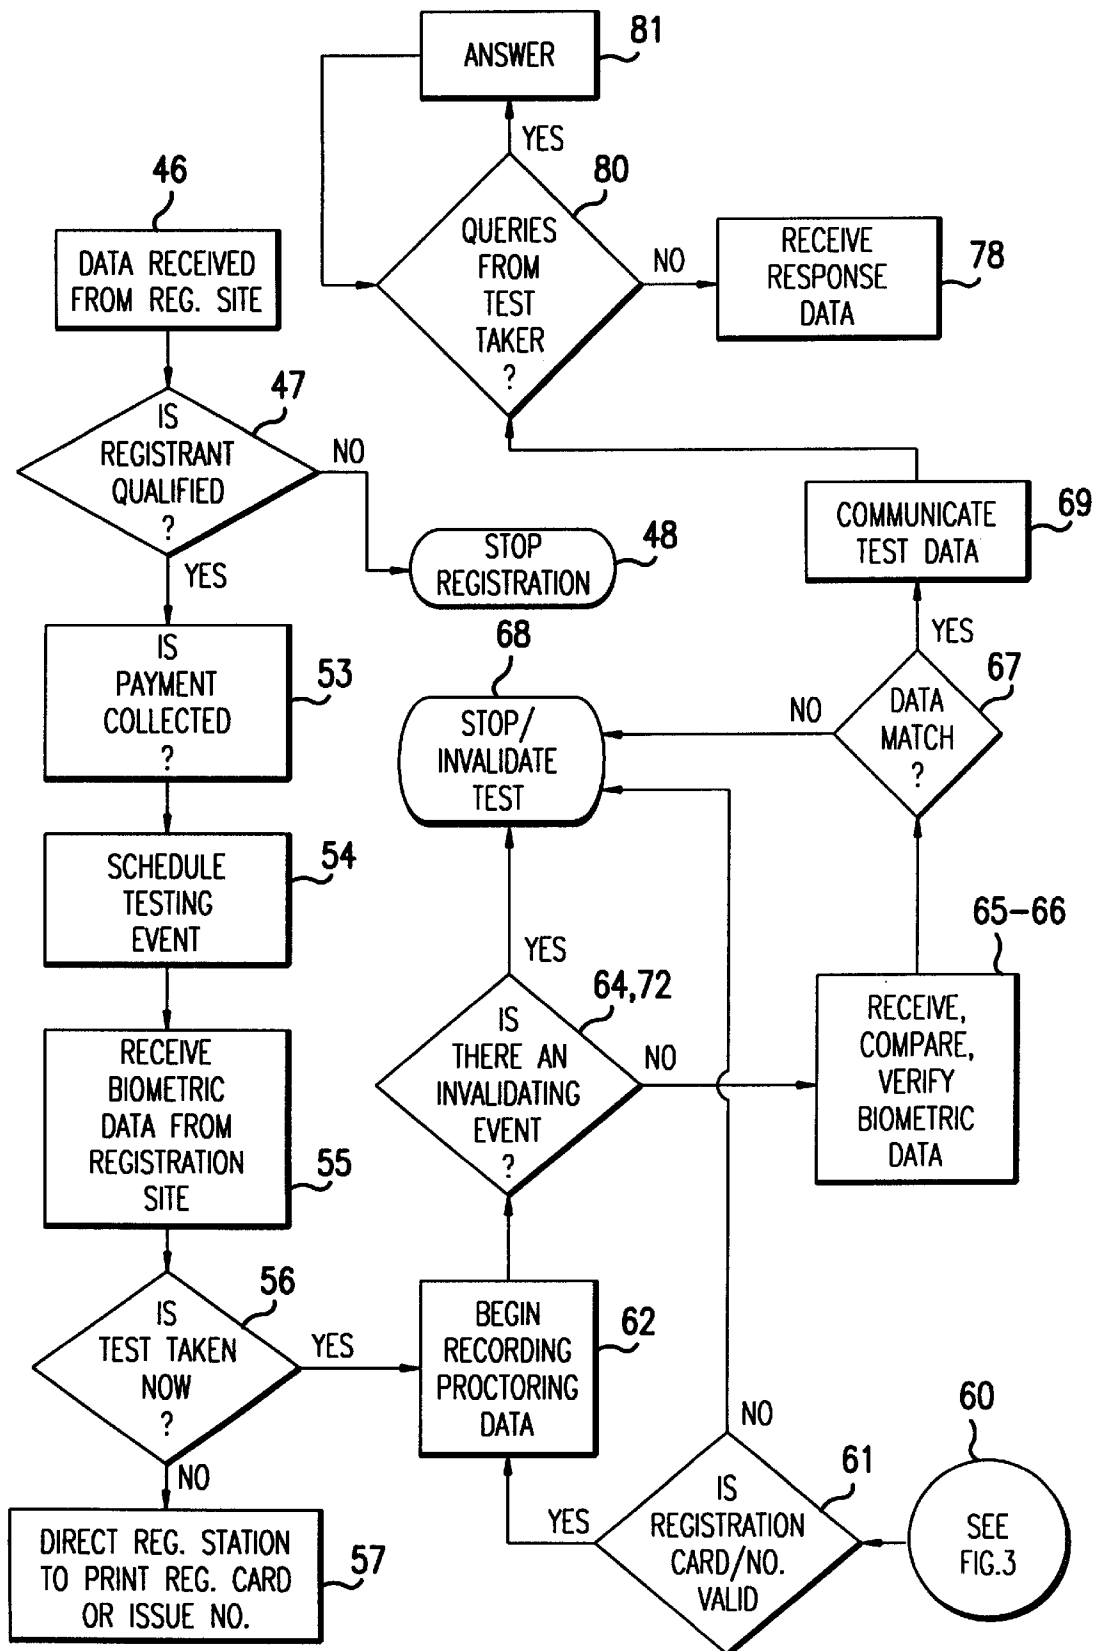 81
ANSWER
YES
80
QUERIES
FROM
TEST
TAKER
?
NO
RECEIVE
RESPONSE
DATA
78
46
DATA RECEIVED
FROM REG. SITE
47
IS
REGISTRANT
QUALIFIED
?
NO
YES
STOP
REGISTRATION
48
COMMUNICATE
TEST DATA
69
YES
IS
PAYMENT
COLLECTED
?
53
68
STOP/
INVALIDATE
TEST
NO
DATA
MATCH
?
67
SCHEDULE
TESTING
EVENT
54
YES
65-66
RECEIVE,
COMPARE,
VERIFY
BIOMETRIC
DATA
64,72
IS
THERE AN
INVALIDATING
EVENT
?
NO
RECEIVE
BIOMETRIC
DATA FROM
REGISTRATION
SITE
55
56
IS
TEST TAKEN
NOW
?
YES
NO
BEGIN
RECORDING
PROCTORING
DATA
62
NO
60
61
IS
REGISTRATION
CARD/NO.
VALID
YES
SEE
FIG.3
DIRECT REG. STATION
TO PRINT REG. CARD
OR ISSUE NO.
57